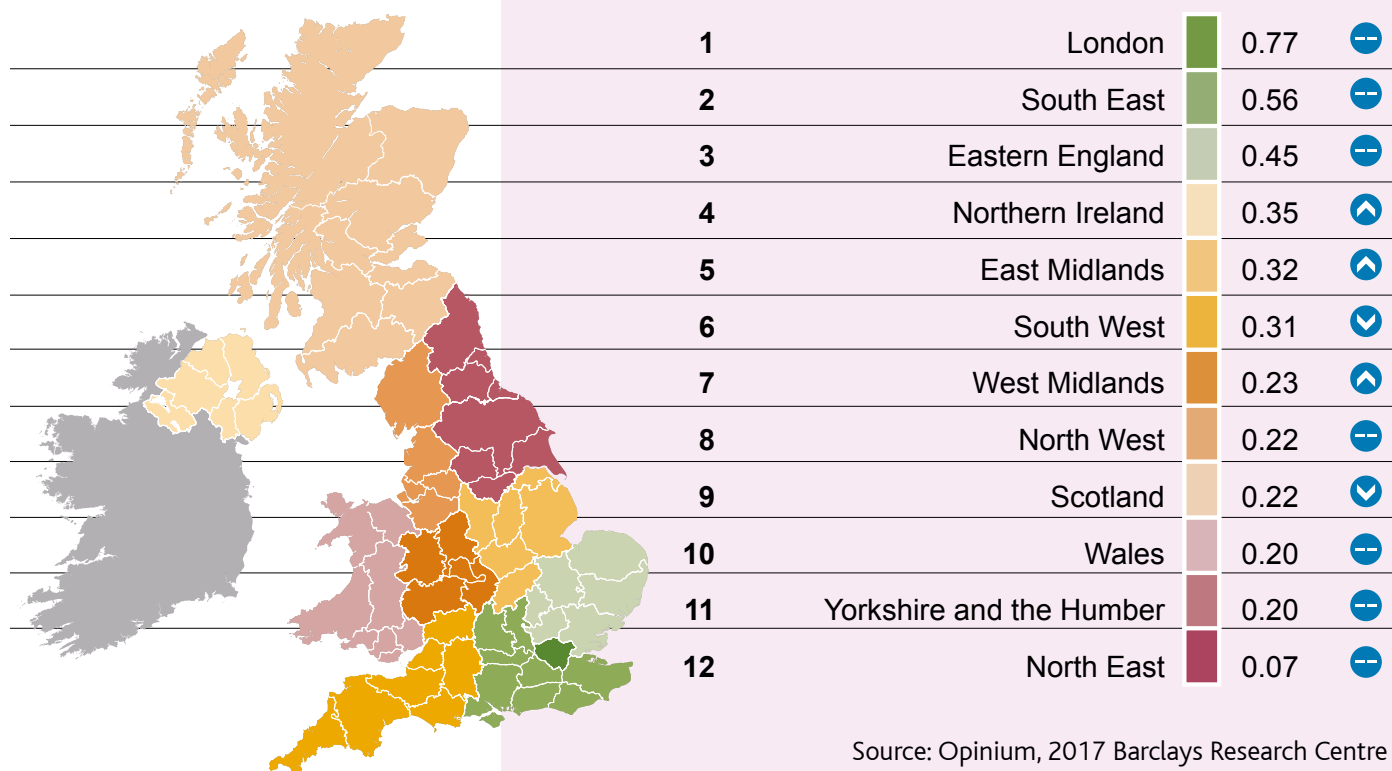 1 London 0.77
2 South East 0.56
3 Eastern England 0.45
4 Northern Ireland 0.35
5 East Midlands 0.32
6 South West 0.31
7 West Midlands 0.23
8 North West 0.22
9 Scotland 0.22
10 Wales 0.20
11 Yorkshire and the Humber 0.20
12 North East 0.07
Source: Opinium, 2017 Barclays Research Centre